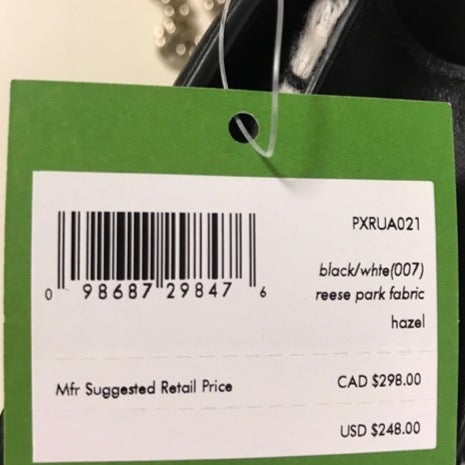 PXRUA021
black/whte(007)
reese park fabric
hazel
0 98687 29847 6
Mfr Suggested Retail Price
CAD $298.00
USD $248.00